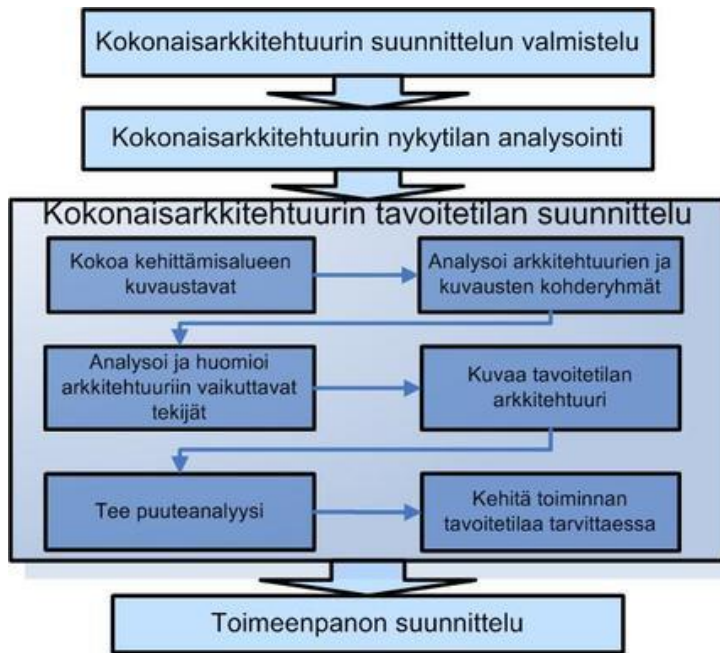 Kokonaisarkkitehtuurin suunnittelun valmistelu
Kokonaisarkkitehtuurin nykytilan analysointi
Kokonaisarkkitehtuurin tavoitetilan suunnittelu
Kokoa kehittämisalueen
kuvaustavat
Analysoi arkkitehtuurien ja
kuvausten kohderyhmät
Analysoi ja huomioi
arkkitehtuuriin vaikuttavat
tekijät
Kuvaa tavoitetilan
arkkitehtuuri
Tee puuteanalyysi
Kehitä toiminnan
tavoitetilaa tarvittaessa
Toimeenpanon suunnittelu